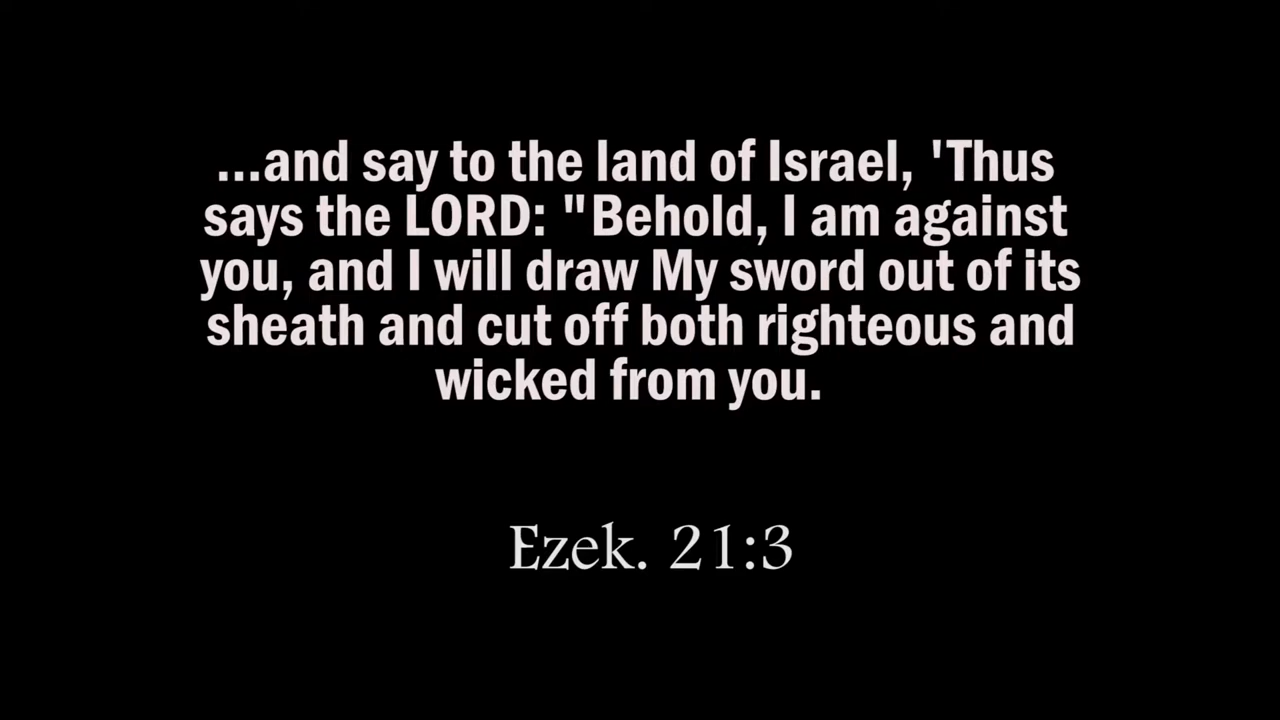 ...and say to the land of Israel, 'Thus
says the LORD: "Behold, I am against
you, and I will draw My sword out of its
sheath and cut off both righteous and
wicked from you.
Ezek. 21:3